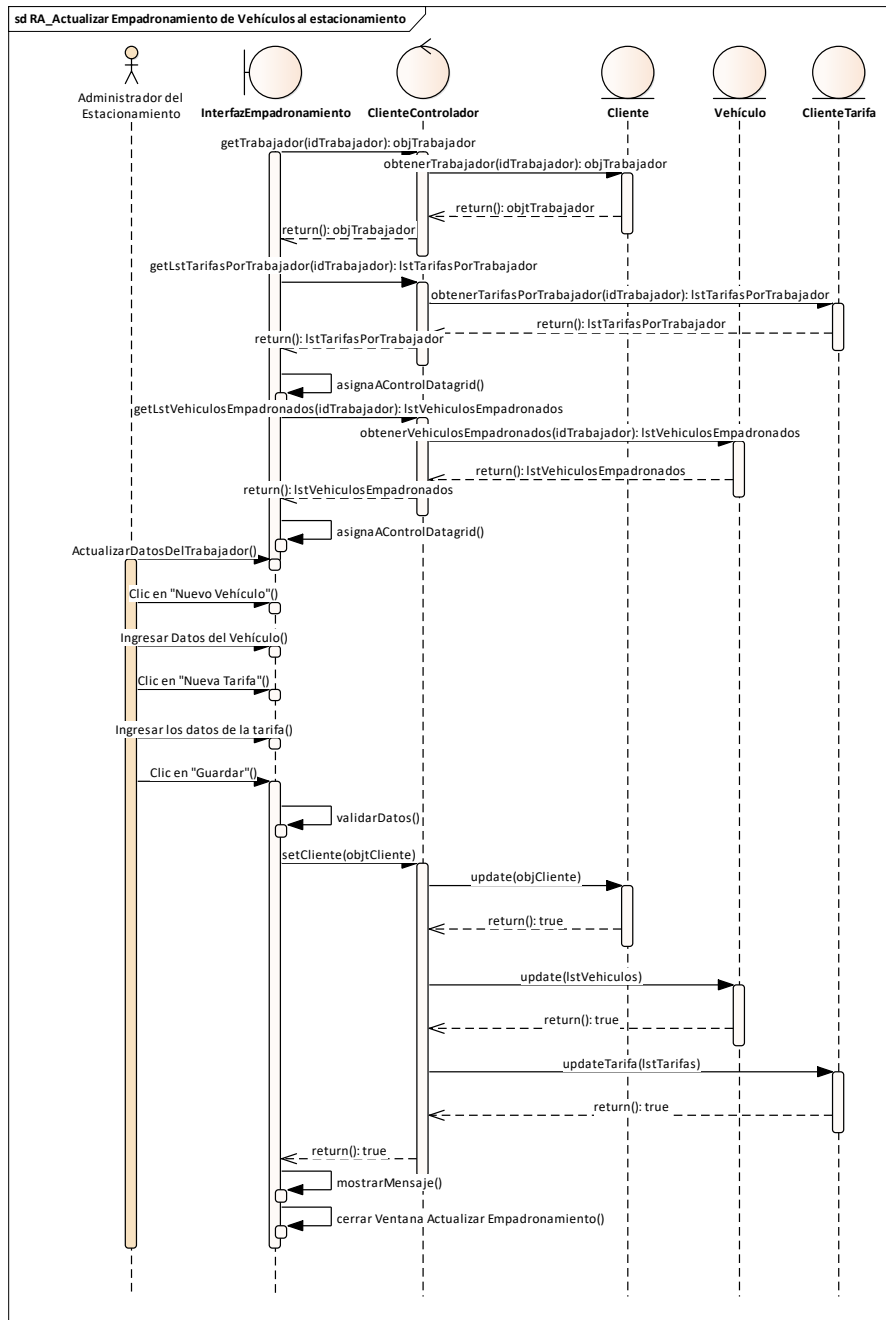 sd RA_Actualizar Empadronamiento de Vehículos al estacionamiento
Administrador del
Estacionamiento
InterfazEmpadronamiento
ClienteControlador
Cliente
Vehículo
ClienteTarifa
getTrabajador(idTrabajador): objTrabajador
obtenerTrabajador(idTrabajador): objTrabajador
return(): objtTrabajador
return(): objTrabajador
getLstTarifasPorTrabajador(idTrabajador): lstTarifasPorTrabajador
obtenerTarifasPorTrabajador(idTrabajador): lstTarifasPorTrabajador
return(): lstTarifasPorTrabajador
return(): lstTarifasPorTrabajador
asignaAControlDatagrid()
getLstVehiculosEmpadronados(idTrabajador): lstVehiculosEmpadronados
obtenerVehiculosEmpadronados(idTrabajador): lstVehiculosEmpadronados
return(): lstVehiculosEmpadronados
return(): lstVehiculosEmpadronados
asignaAControlDatagrid()
ActualizarDatosDelTrabajador()
Clic en "Nuevo Vehículo"()
Ingresar Datos del Vehículo()
Clic en "Nueva Tarifa"()
Ingresar los datos de la tarifa()
Clic en "Guardar"()
validarDatos()
setCliente(objtCliente)
update(objCliente)
return(): true
update(lstVehiculos)
return(): true
updateTarifa(lstTarifas)
return(): true
return(): true
mostrarMensaje()
cerrar Ventana Actualizar Empadronamiento()